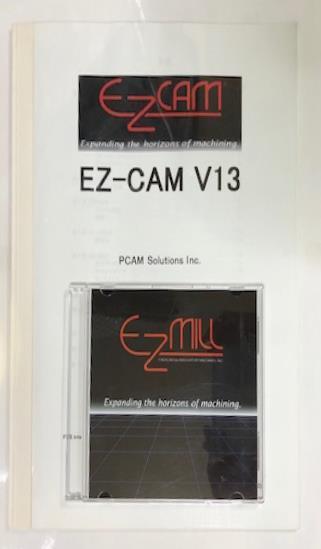 EZCAM
Expanding the horizons of machining.
EZ-CAM V13
PCAM Solutions Inc.
EZMILL
Expanding the horizons of machining.